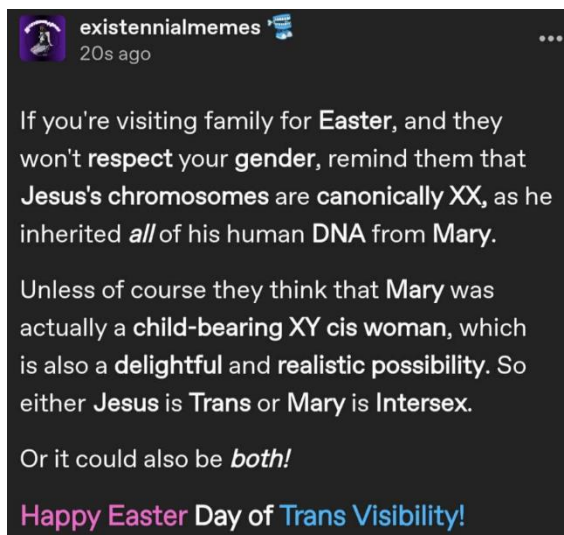 existennialmemes
20s ago
If you're visiting family for Easter, and they
won't respect your gender, remind them that
Jesus's chromosomes are canonically XX, as he
inherited all of his human DNA from Mary.
Unless of course they think that Mary was
actually a child-bearing XY cis woman, which
is also a delightful and realistic possibility. So
either Jesus is Trans or Mary is Intersex.
Or it could also be both!
Happy Easter Day of Trans Visibility!